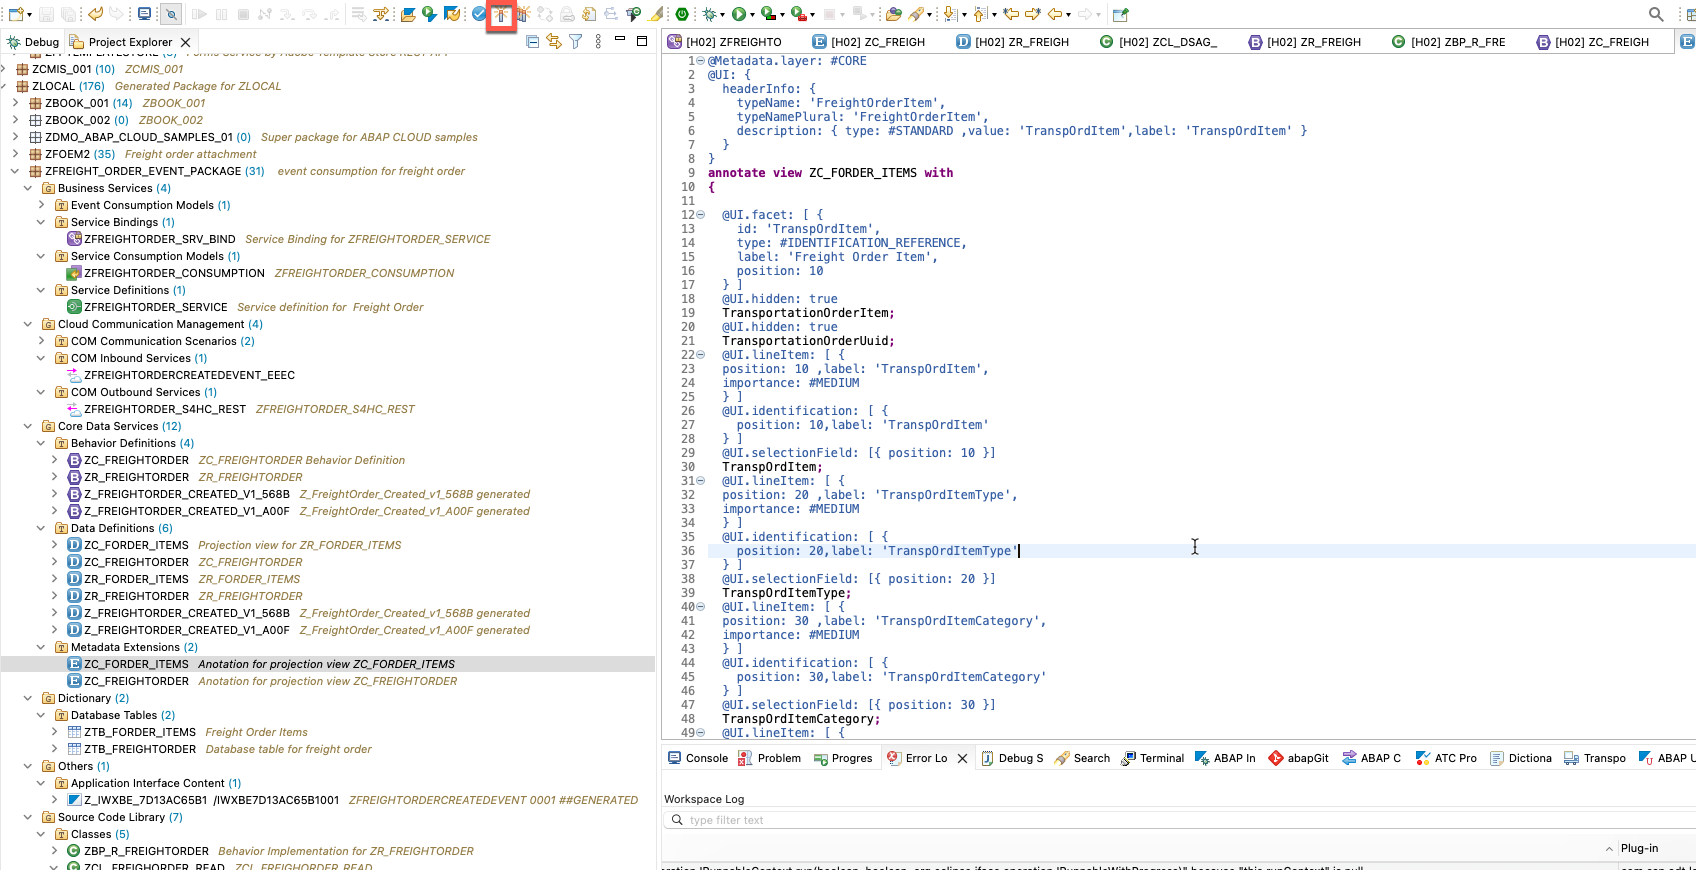 Debug Project Explorer
ZCMIS_001 (10) ZCMIS_001
ZLOCAL (176) Generated Package for ZLOCAL
ZBOOK_001 (14) ZBOOK_001
ZBOOK_002 (0) ZBOOK_002
ZDMO_ABAP_CLOUD_SAMPLES_01 (0) Super package for ABAP CLOUD samples
ZFOEM2 (35) Freight order attachment
ZFREIGHT_ORDER_EVENT_PACKAGE (31) event consumption for freight order
Business Services (4)
Event Consumption Models (1)
Service Bindings (1)
ZFREIGHTORDER_SRV_BIND Service Binding for ZFREIGHTORDER_SERVICE
Service Consumption Models (1)
ZFREIGHTORDER_CONSUMPTION ZFREIGHTORDER_CONSUMPTION
Service Definitions (1)
ZFREIGHTORDER_SERVICE Service definition for Freight Order
Cloud Communication Management (4)
COM Communication Scenarios (2)
COM Inbound Services (1)
ZFREIGHTORDERCREATEDEVENT_EEEC
COM Outbound Services (1)
ZFREIGHTORDER_S4HC_REST ZFREIGHTORDER_S4HC_REST
Core Data Services (12)
Behavior Definitions (4)
ZC_FREIGHTORDER ZC_FREIGHTORDER Behavior Definition
ZR_FREIGHTORDER ZR_FREIGHTORDER
Z_FREIGHTORDER_CREATED_V1_568B Z_FreightOrder_Created_v1_568B generated
Z_FREIGHTORDER_CREATED_V1_A00F Z_FreightOrder_Created_v1_A00F generated
Data Definitions (6)
ZC_FORDER_ITEMS Projection view for ZR_FORDER_ITEMS
ZC_FREIGHTORDER ZC_FREIGHTORDER
ZR_FORDER_ITEMS ZR_FORDER_ITEMS
ZR_FREIGHTORDER ZR_FREIGHTORDER
Z_FREIGHTORDER_CREATED_V1_568B Z_FreightOrder_Created_v1_568B generated
Z_FREIGHTORDER_CREATED_V1_A00F Z_FreightOrder_Created_v1_A00F generated
Metadata Extensions (2)
ZC_FORDER_ITEMS Anotation for projection view ZC_FORDER_ITEMS
ZC_FREIGHTORDER Anotation for projection view ZC_FREIGHTORDER
Dictionary (2)
Database Tables (2)
ZTB_FORDER_ITEMS Freight Order Items
ZTB_FREIGHTORDER Database table for freight order
Others (1)
Application Interface Content (1)
Z_IWXBE_7D13AC65B1 /IWXBE7D13AC65B1001 ZFREIGHTORDERCREATEDEVENT 0001 ##GENERATED
Source Code Library (7)
Classes (5)
ZBP_R_FREIGHTORDER Behavior Implementation for ZR_FREIGHTORDER
ZCL_FREIGHORDER_READ ZCL_FREIGHORDER_READ
[H02] ZFREIGHTO [H02] ZC_FREIGH [H02] ZR_FREIGH [H02] ZCL_DSAG_ [H02] ZR_FREIGH [H02] ZBP_R_FRE [H02] ZC_FREIGH
1 @Metadata.layer: #CORE
2 @UI: {
3 headerInfo: {
4 typeName: 'FreightOrderItem',
5 typeNamePlural: 'FreightOrderItem',
6 description: { type: #STANDARD ,value: 'TranspOrdItem',label: 'TranspOrdItem' }
7 }
8 }
9 annotate view ZC_FORDER_ITEMS with
10 {
11
12 @UI.facet: [ {
13 id: 'TranspOrdItem',
14 type: #IDENTIFICATION_REFERENCE,
15 label: 'Freight Order Item',
16 position: 10
17 } ]
18 @UI.hidden: true
19 TransportationOrderItem;
20 @UI.hidden: true
21 TransportationOrderUuid;
22 @UI.lineItem: [ {
23 position: 10 ,label: 'TranspOrdItem',
24 importance: #MEDIUM
25 } ]
26 @UI.identification: [ {
27 position: 10,label: 'TranspOrdItem'
28 } ]
29 @UI.selectionField: [{ position: 10 }]
30 TranspOrdItem;
31 @UI.lineItem: [ {
32 position: 20 ,label: 'TranspOrdItemType',
33 importance: #MEDIUM
34 } ]
35 @UI.identification: [ {
36 position: 20,label: 'TranspOrdItemType'
37 } ]
38 @UI.selectionField: [{ position: 20 }]
39 TranspOrdItemType;
40 @UI.lineItem: [ {
41 position: 30 ,label: 'TranspOrdItemCategory',
42 importance: #MEDIUM
43 } ]
44 @UI.identification: [ {
45 position: 30,label: 'TranspOrdItemCategory'
46 } ]
47 @UI.selectionField: [{ position: 30 }]
48 TranspOrdItemCategory;
49 @UI.lineItem: [ {
Console Problem Progres Error Lo Debug S Search Terminal ABAP In abapGit ABAP C ATC Pro Dictiona Transpo ABAP U
Workspace Log
type filter text
Plug-in